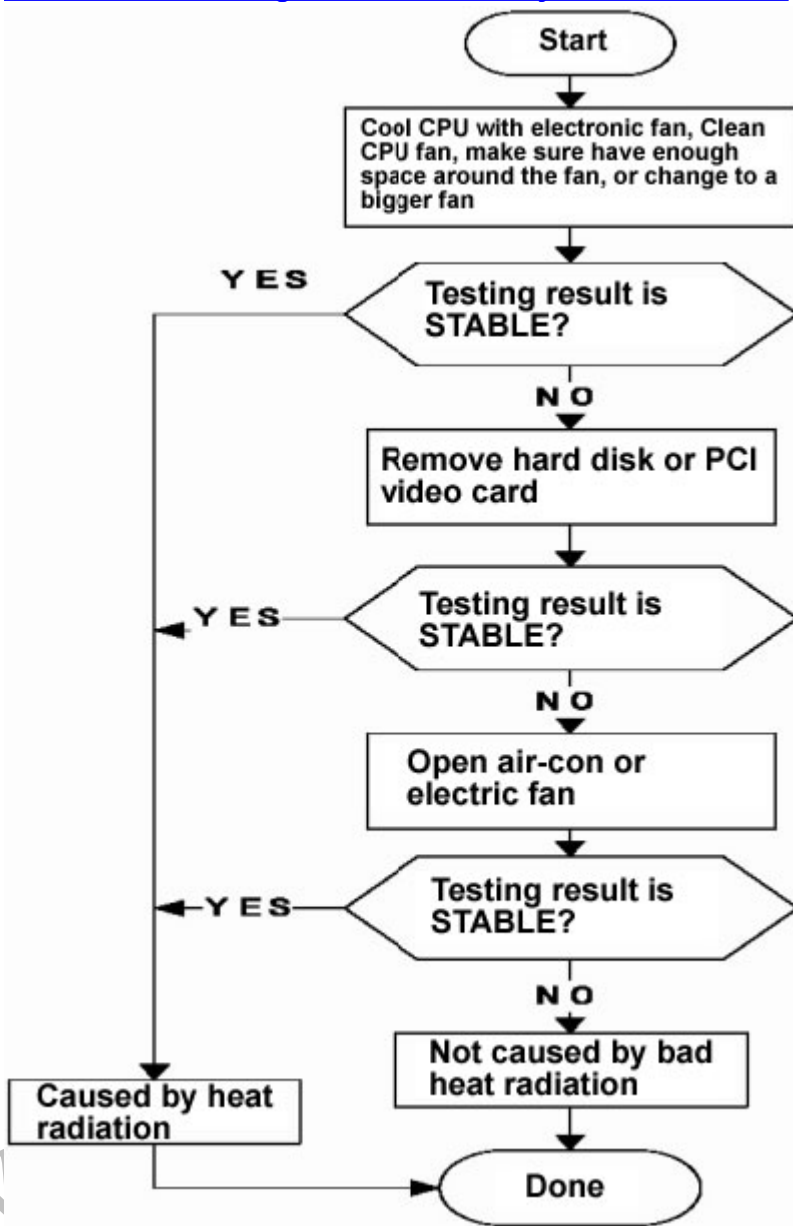 Start
Cool CPU with electronic fan, Clean
CPU fan, make sure have enough
space around the fan, or change to a
bigger fan
YES
Testing result is
STABLE?
NO
Remove hard disk or PCI
video card
YES
Testing result is
STABLE?
NO
Open air-con or
electric fan
YES
Testing result is
STABLE?
NO
Not caused by bad
heat radiation
Caused by heat
radiation
Done